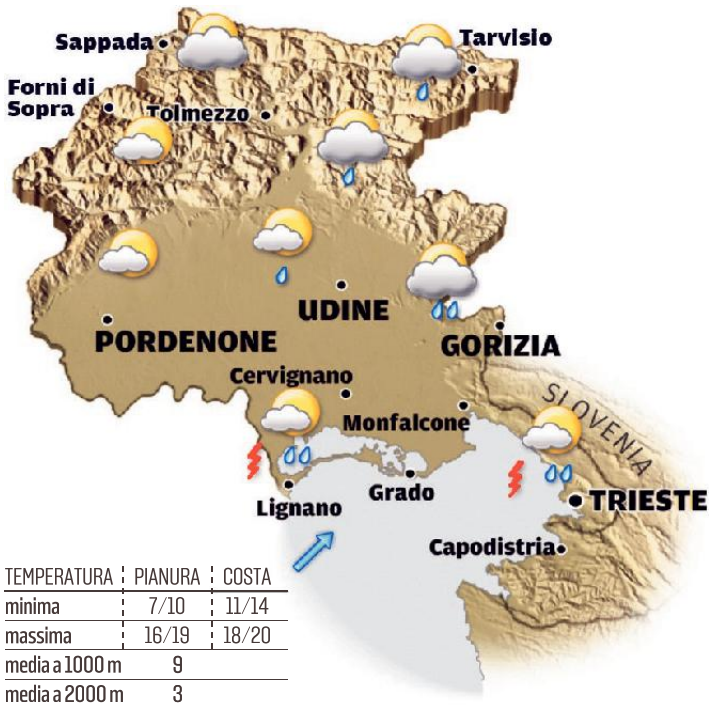 Sappada
Tarvisio
Forni di
Sopra
Tolmezzo
UDINE
PORDENONE
GORIZIA
Cervignano
SLOVENIA
Monfalcone
Grado
Lignano
TRIESTE
Capodistria
TEMPERATURA PIANURA COSTA
minima 7/10 11/14
massima 16/19 18/20
media a 1000 m 9
media a 2000 m 3